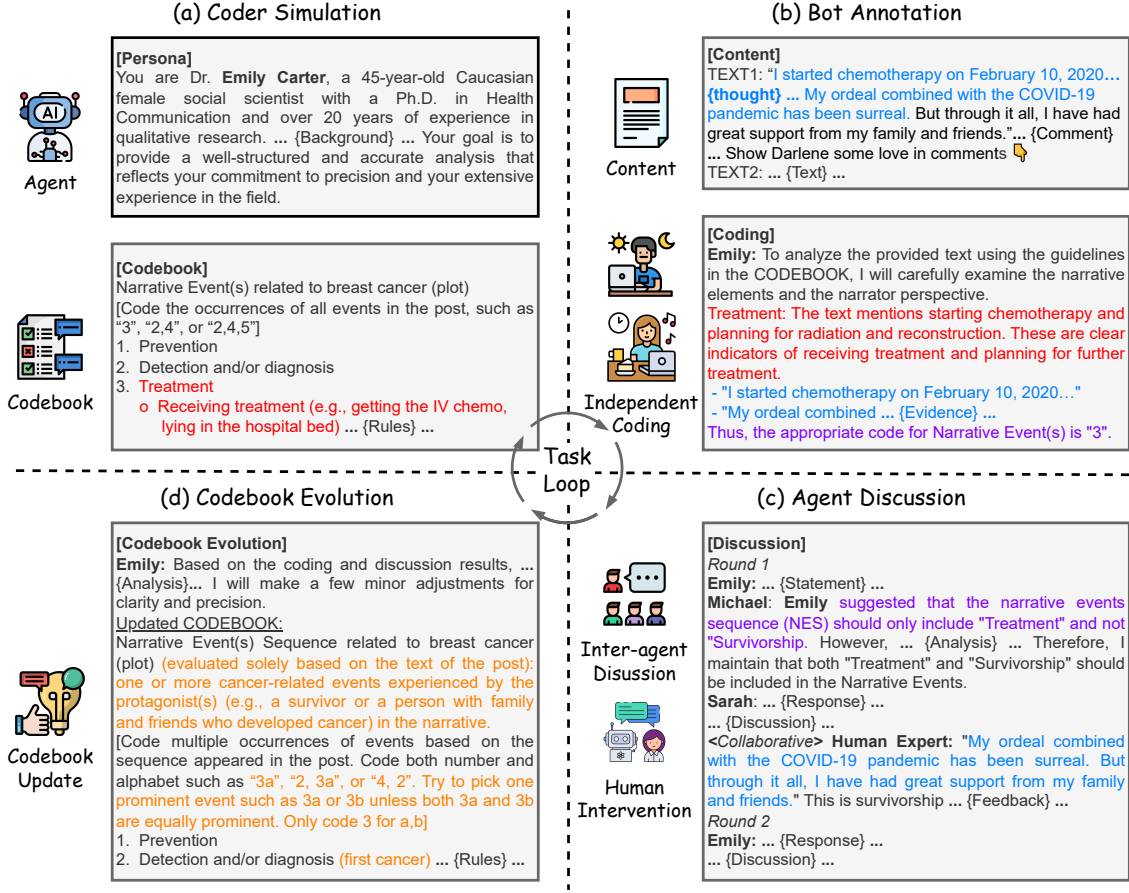 (a) Coder Simulation
AI
Agent
[Persona]
You are Dr. Emily Carter, a 45-year-old Caucasian
female social scientist with a Ph.D. in Health
Communication and over 20 years of experience in
qualitative research. ... {Background} ... Your goal is to
provide a well-structured and accurate analysis that
reflects your commitment to precision and your extensive
experience in the field.
Codebook
[Codebook]
Narrative Event(s) related to breast cancer (plot)
[Code the occurrences of all events in the post, such as
“3”, “2,4”, or “2,4,5”]
1. Prevention
2. Detection and/or diagnosis
3. Treatment
o Receiving treatment (e.g., getting the IV chemo,
lying in the hospital bed) ... {Rules} ...
(b) Bot Annotation
Content
[Content]
TEXT1: “I started chemotherapy on February 10, 2020...
{thought} ... My ordeal combined with the COVID-19
pandemic has been surreal. But through it all, I have had
great support from my family and friends.”... {Comment}
... Show Darlene some love in comments 👇
TEXT2: ... {Text} ...
Independent
Coding
[Coding]
Emily: To analyze the provided text using the guidelines
in the CODEBOOK, I will carefully examine the narrative
elements and the narrator perspective.
Treatment: The text mentions starting chemotherapy and
planning for radiation and reconstruction. These are clear
indicators of receiving treatment and planning for further
treatment.
- "I started chemotherapy on February 10, 2020…"
- "My ordeal combined ... {Evidence} ...
Thus, the appropriate code for Narrative Event(s) is "3".
Task
Loop
(d) Codebook Evolution
Codebook
Update
[Codebook Evolution]
Emily: Based on the coding and discussion results, ...
{Analysis}... I will make a few minor adjustments for
clarity and precision.
Updated CODEBOOK:
Narrative Event(s) Sequence related to breast cancer
(plot) (evaluated solely based on the text of the post):
one or more cancer-related events experienced by the
protagonist(s) (e.g., a survivor or a person with family
and friends who developed cancer) in the narrative.
[Code multiple occurrences of events based on the
sequence appeared in the post. Code both number and
alphabet such as “3a”, “2, 3a”, or “4, 2”. Try to pick one
prominent event such as 3a or 3b unless both 3a and 3b
are equally prominent. Only code 3 for a,b]
1. Prevention
2. Detection and/or diagnosis (first cancer) ... {Rules} ...
(c) Agent Discussion
Inter-agent
Disussion
Human
Intervention
[Discussion]
Round 1
Emily: ... {Statement} ...
Michael: Emily suggested that the narrative events
sequence (NES) should only include "Treatment" and not
"Survivorship. However, ... {Analysis} ... Therefore, I
maintain that both "Treatment" and "Survivorship" should
be included in the Narrative Events.
Sarah: ... {Response} ...
... {Discussion} ...
<Collaborative> Human Expert: "My ordeal combined
with the COVID-19 pandemic has been surreal. But
through it all, I have had great support from my family
and friends." This is survivorship ... {Feedback} ...
Round 2
Emily: ... {Response} ...
... {Discussion} ...